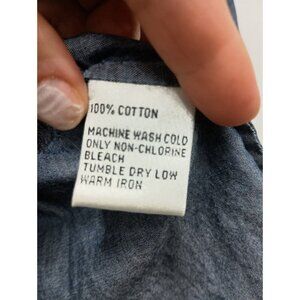 100% COTTON
MACHINE WASH COLD
ONLY NON-CHLORINE
BLEACH
TUMBLE DRY LOW
WARM IRON